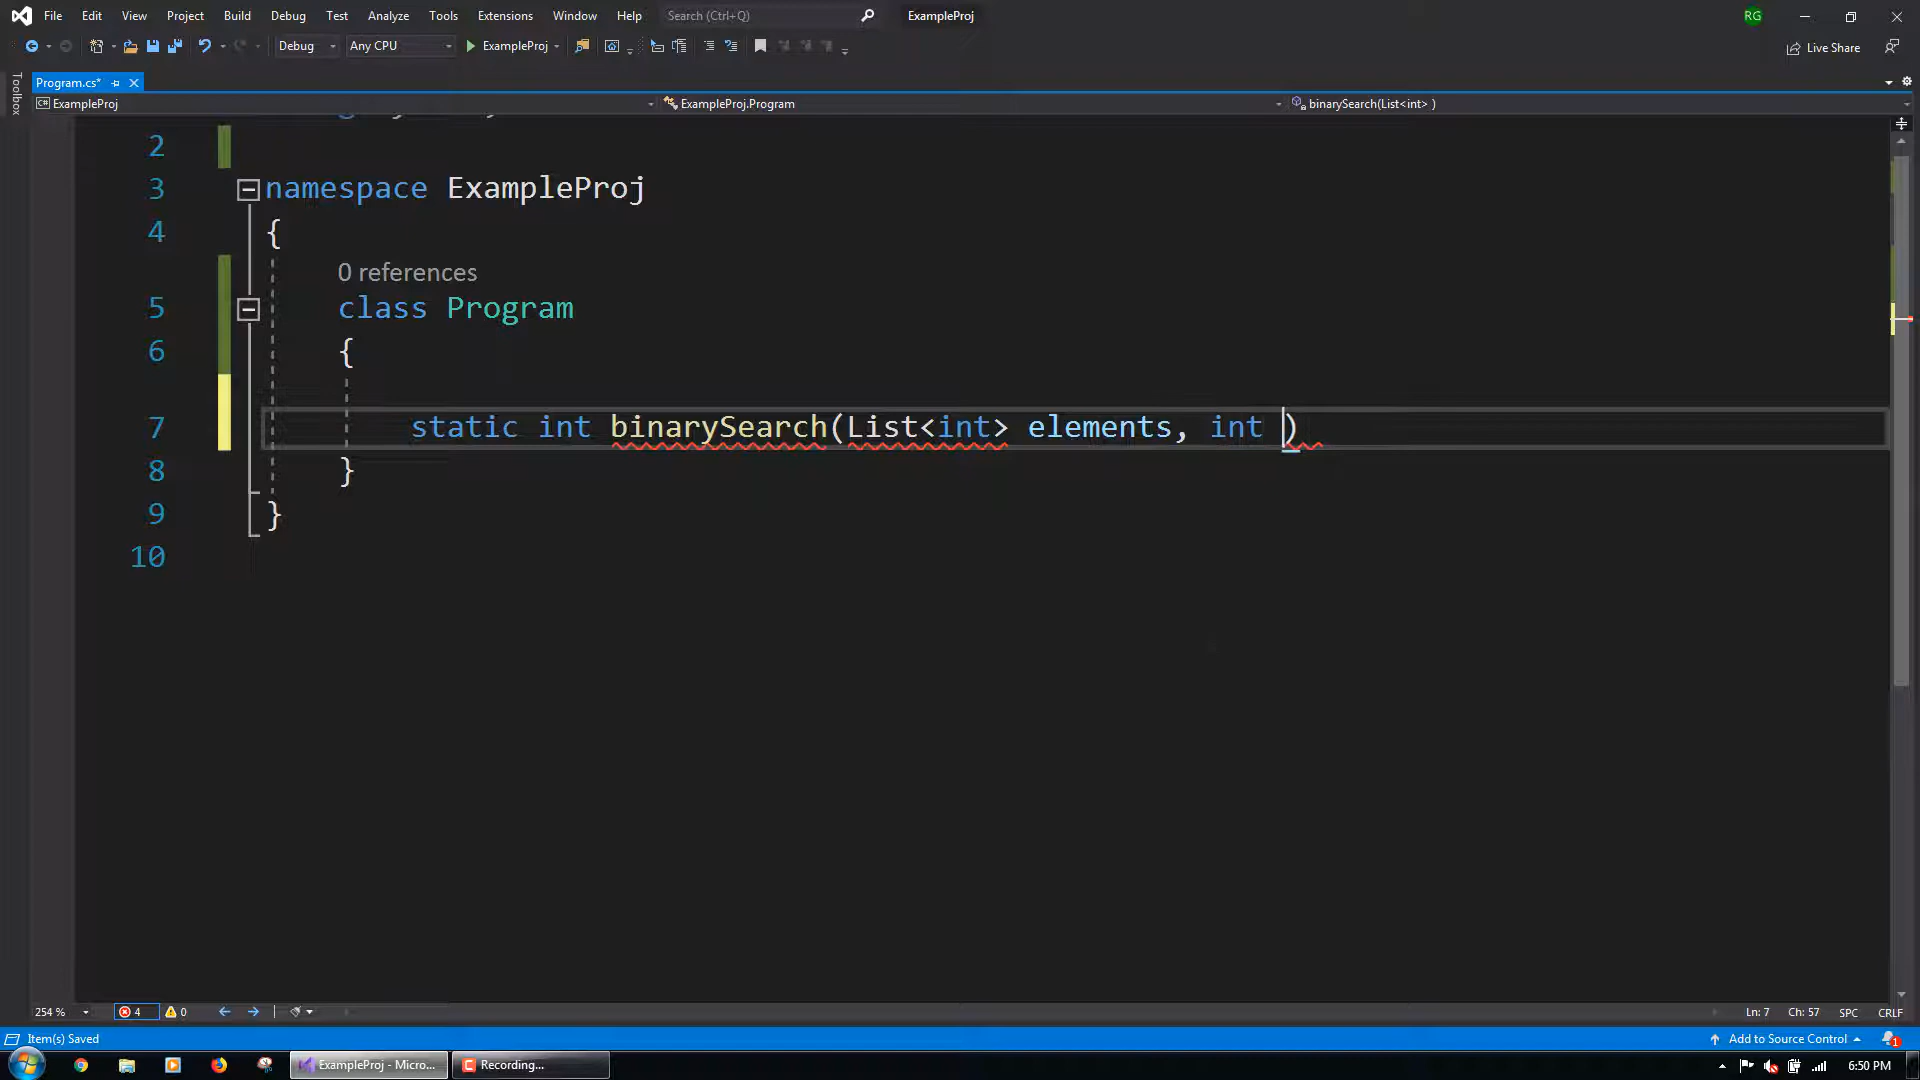 File Edit View Project Build Debug Test Analyze Tools Extensions Window Help Search (Ctrl+Q) ExampleProj RG
Debug Any CPU ExampleProj Live Share
Toolbox
Program.cs*
ExampleProj ExampleProj.Program binarySearch(List<int> )
2
3 namespace ExampleProj
4 {
0 references
5 class Program
6 {
7 static int binarySearch(List<int> elements, int )
8 }
9 }
10
254 % 4 0 Ln: 7 Ch: 57 SPC CRLF
Item(s) Saved Add to Source Control 1
ExampleProj - Micro... Recording... 6:50 PM